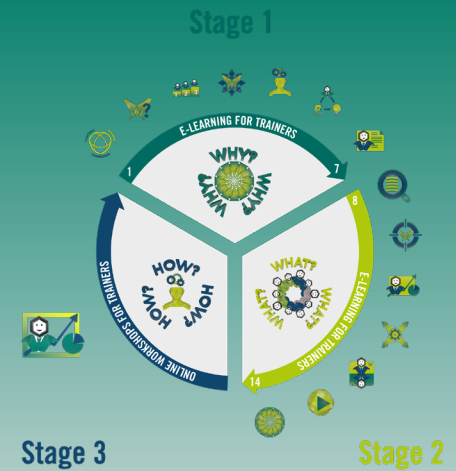 Stage 1
E-LEARNING FOR TRAINERS
1
7
WHY?
WHY?
WHY?
8
E-LEARNING FOR TRAINERS
14
WHAT?
WHAT?
WHAT?
HOW?
HOW?
HOW?
ONLINE WORKSHOPS FOR TRAINERS
?
Stage 3
Stage 2